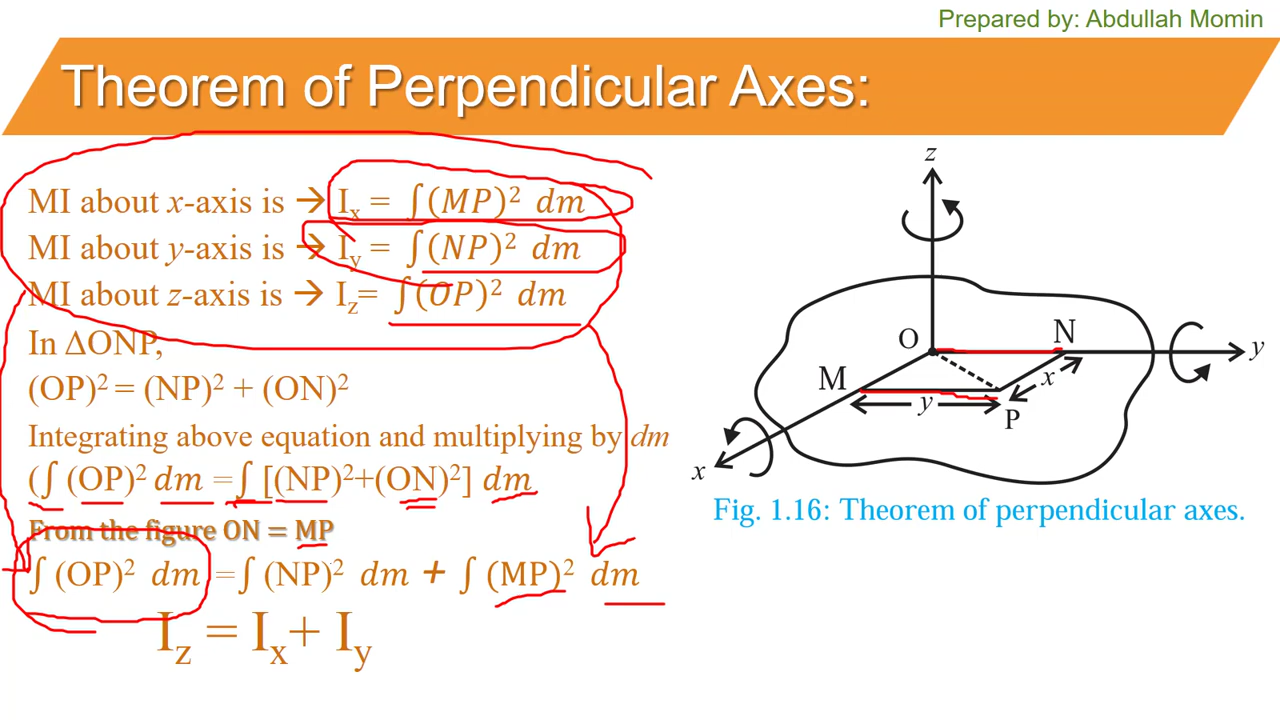 Prepared by: Abdullah Momin
Theorem of Perpendicular Axes:
MI about x-axis is → Iₓ = ∫(MP)² dm
MI about y-axis is → I_y = ∫(NP)² dm
MI about z-axis is → I_z= ∫(OP)² dm
In ΔONP,
(OP)² = (NP)² + (ON)²
Integrating above equation and multiplying by dm
(∫ (OP)² dm =∫ [(NP)²+(ON)²] dm
From the figure ON = MP
∫ (OP)² dm =∫ (NP)² dm + ∫ (MP)² dm
I_z = Iₓ+ I_y
z
O
N
y
M
x
y
P
x
Fig. 1.16: Theorem of perpendicular axes.